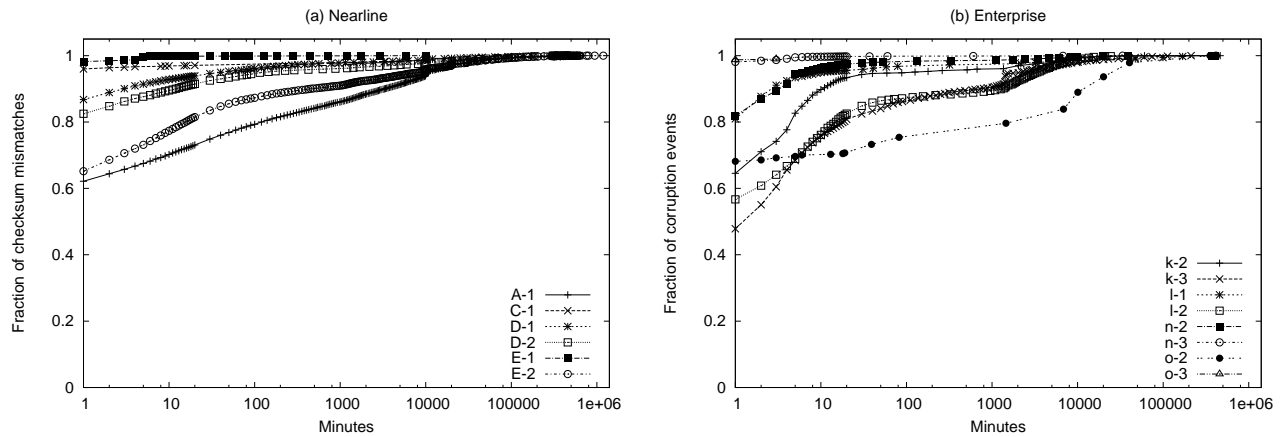 (a) Nearline
Fraction of checksum mismatches
1
0.8
0.6
0.4
0.2
0
A-1
C-1
D-1
D-2
E-1
E-2
1 10 100 1000 10000 100000 1e+06
Minutes
(b) Enterprise
Fraction of corruption events
1
0.8
0.6
0.4
0.2
0
k-2
k-3
l-1
l-2
n-2
n-3
o-2
o-3
1 10 100 1000 10000 100000 1e+06
Minutes